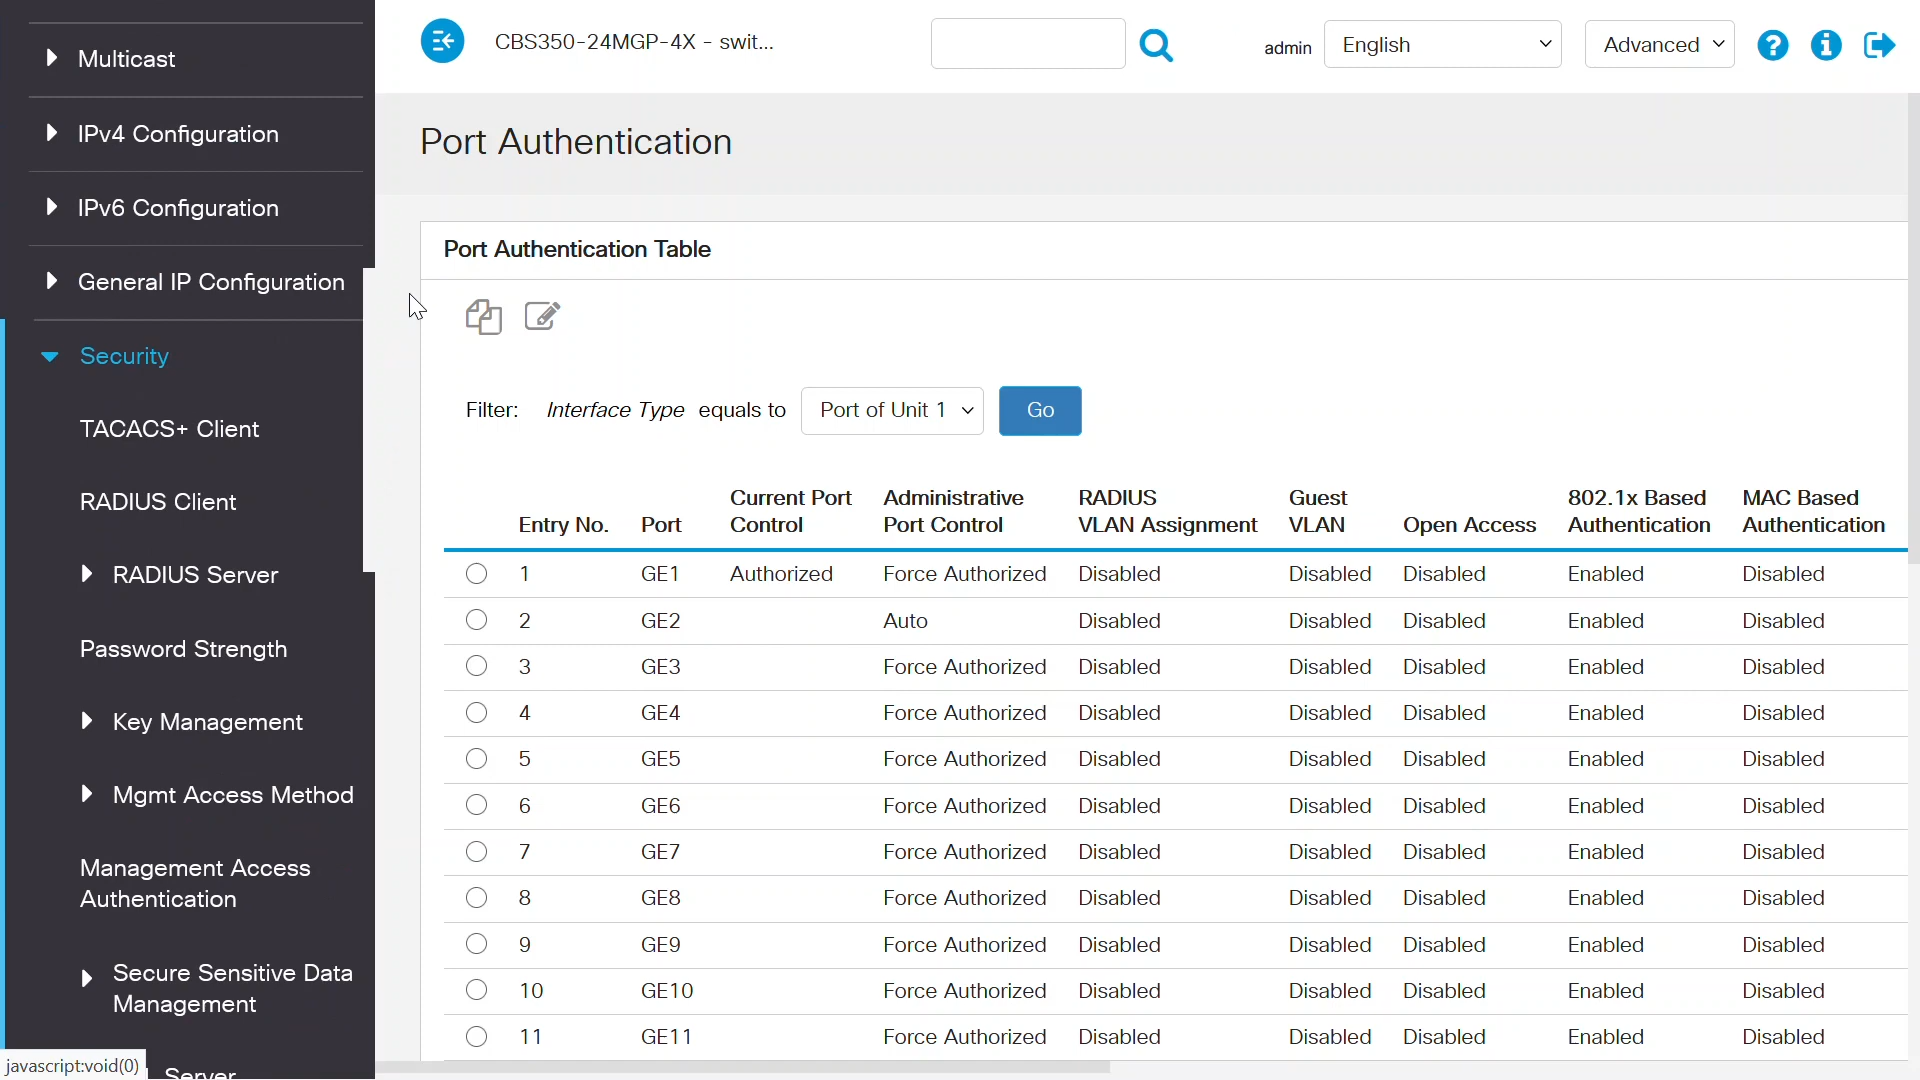 Multicast
IPv4 Configuration
IPv6 Configuration
General IP Configuration
Security
TACACS+ Client
RADIUS Client
RADIUS Server
Password Strength
Key Management
Mgmt Access Method
Management Access
Authentication
Secure Sensitive Data
Management
Server
javascript:void(0)
CBS350-24MGP-4X - swit...
admin
English
Advanced
Port Authentication
Port Authentication Table
Filter: Interface Type equals to Port of Unit 1 Go
Current Port Administrative RADIUS Guest 802.1x Based MAC Based
Entry No. Port Control Port Control VLAN Assignment VLAN Open Access Authentication Authentication
1 GE1 Authorized Force Authorized Disabled Disabled Disabled Enabled Disabled
2 GE2 Auto Disabled Disabled Disabled Enabled Disabled
3 GE3 Force Authorized Disabled Disabled Disabled Enabled Disabled
4 GE4 Force Authorized Disabled Disabled Disabled Enabled Disabled
5 GE5 Force Authorized Disabled Disabled Disabled Enabled Disabled
6 GE6 Force Authorized Disabled Disabled Disabled Enabled Disabled
7 GE7 Force Authorized Disabled Disabled Disabled Enabled Disabled
8 GE8 Force Authorized Disabled Disabled Disabled Enabled Disabled
9 GE9 Force Authorized Disabled Disabled Disabled Enabled Disabled
10 GE10 Force Authorized Disabled Disabled Disabled Enabled Disabled
11 GE11 Force Authorized Disabled Disabled Disabled Enabled Disabled